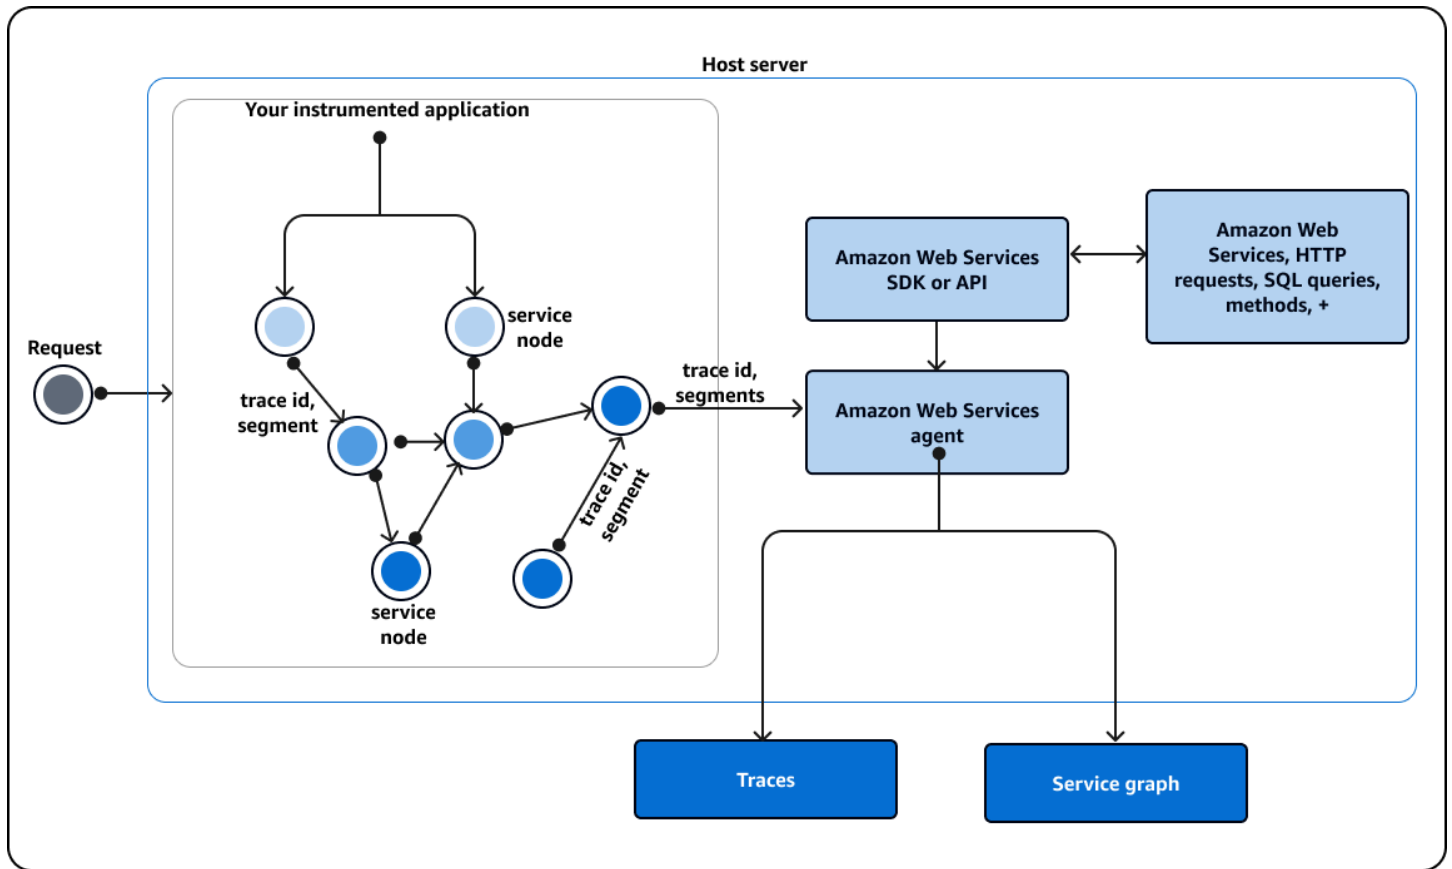 Host server
Your instrumented application
service
node
Request
trace id,
segment
trace id,
segments
trace id,
segment
service
node
Amazon Web Services
SDK or API
Amazon Web
Services, HTTP
requests, SQL queries,
methods, +
Amazon Web Services
agent
Traces
Service graph